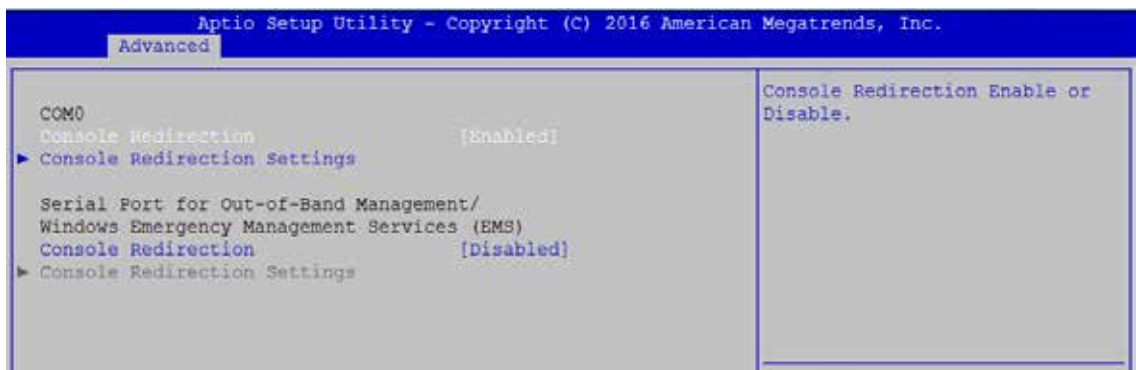 Aptio Setup Utility - Copyright (C) 2016 American Megatrends, Inc.
Advanced
COM0
Console Redirection [Enabled]
► Console Redirection Settings
Serial Port for Out-of-Band Management/
Windows Emergency Management Services (EMS)
Console Redirection [Disabled]
► Console Redirection Settings
Console Redirection Enable or
Disable.